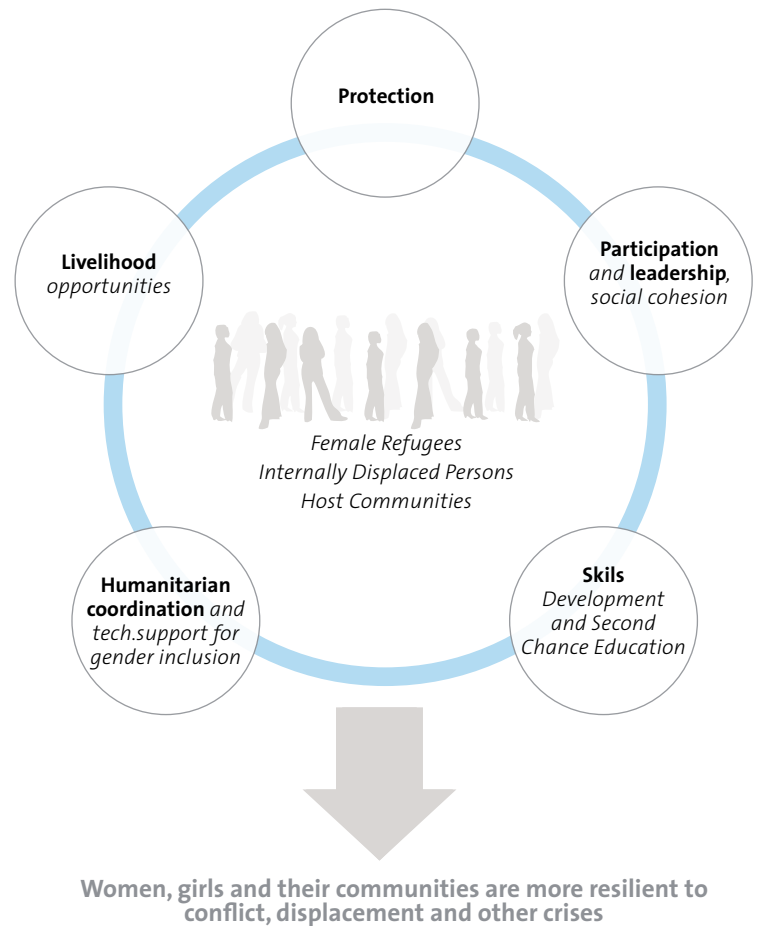 Protection
Livelihood
opportunities
Participation
and leadership,
social cohesion
Female Refugees
Internally Displaced Persons
Host Communities
Humanitarian
coordination and
tech.support for
gender inclusion
Skils
Development
and Second
Chance Education
Women, girls and their communities are more resilient to
conflict, displacement and other crises